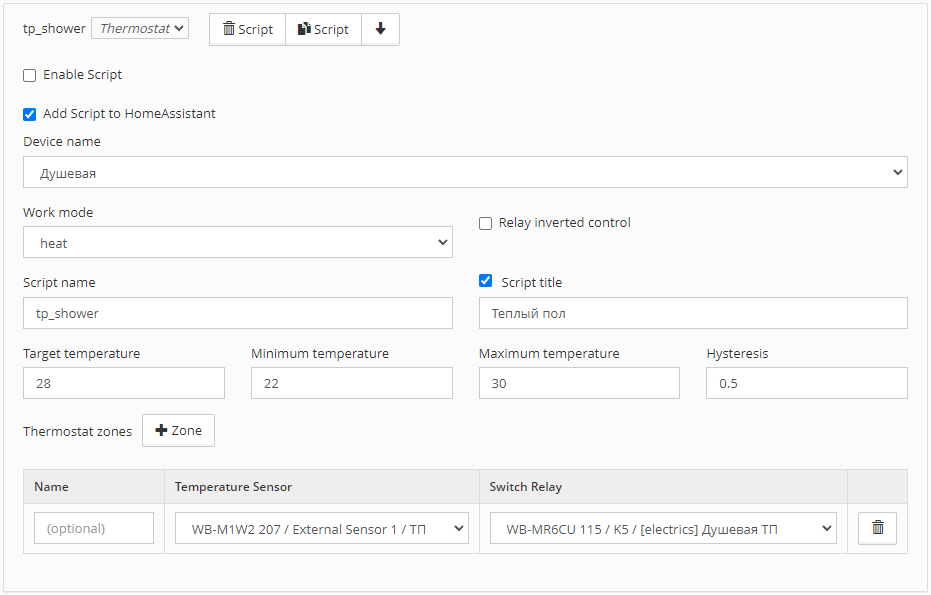 tp_shower Thermostat Script Script
Enable Script
Add Script to HomeAssistant
Device name
Душевая
Work mode
Relay inverted control
heat
Script name Script title
tp_shower Теплый пол
Target temperature Minimum temperature Maximum temperature Hysteresis
28 22 30 0.5
Thermostat zones Zone
Name Temperature Sensor Switch Relay
(optional) WB-M1W2 207 / External Sensor 1 / ТП WB-MR6CU 115 / K5 / [electrics] Душевая ТП